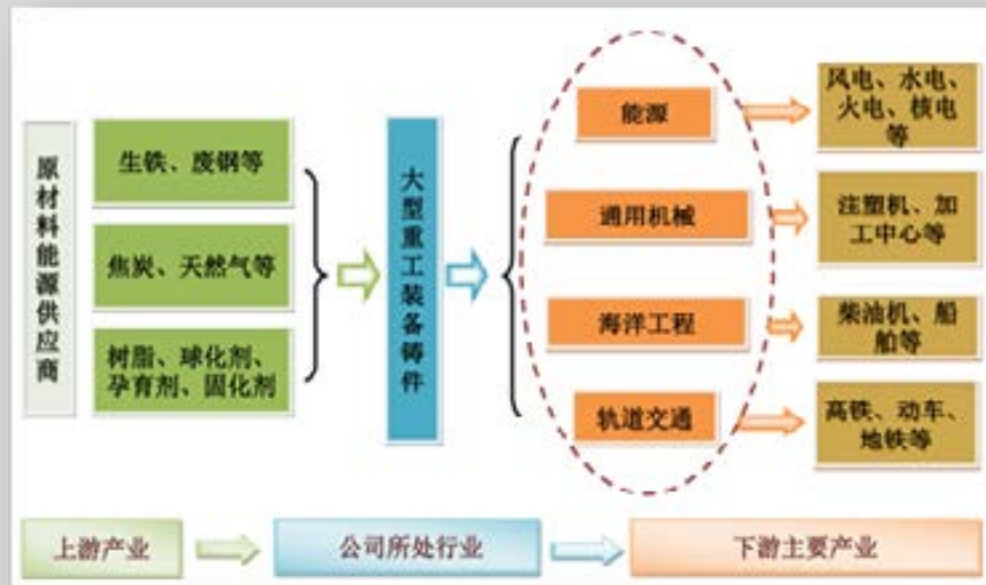 原材料能源供应商
生铁、废钢等
焦炭、天然气等
树脂、球化剂、
孕育剂、固化剂
大型重工装备铸件
能源
风电、水电、
火电、核电
等
通用机械
注塑机、加
工中心等
海洋工程
柴油机、船
舶等
轨道交通
高铁、动车、
地铁等
上游产业
公司所处行业
下游主要产业